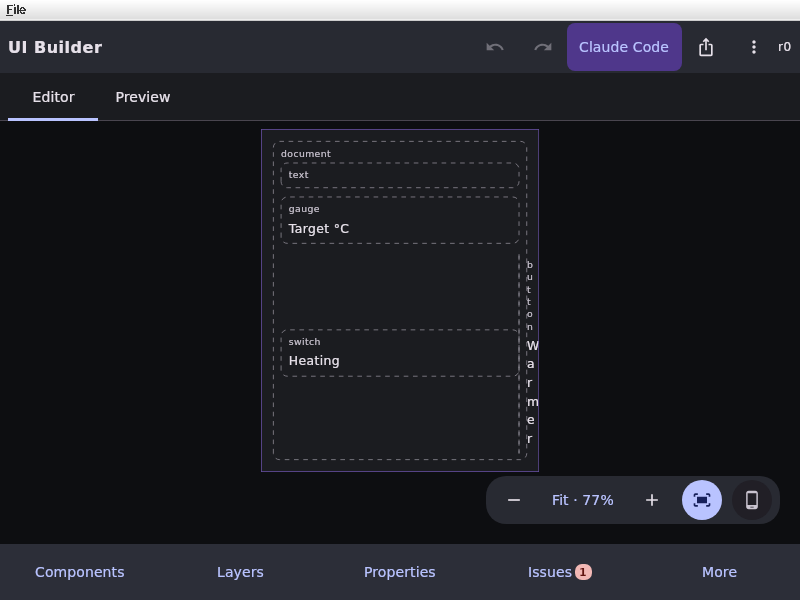 File
UI Builder
Claude Code
r0
Editor
Preview
document
text
gauge
Target °C
button
Warmer
switch
Heating
Fit · 77%
Components
Layers
Properties
Issues 1
More